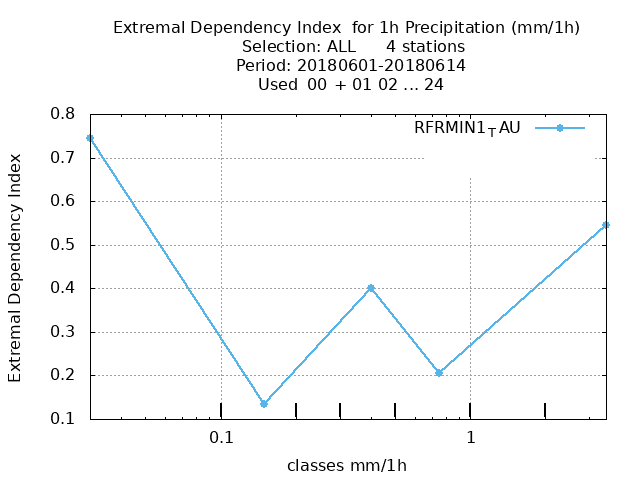 Extremal Dependency Index  for 1h Precipitation (mm/1h)
Selection: ALL      4 stations
Period: 20180601-20180614
Used  00 + 01 02 ... 24
RFRMIN1_TAU
0.8
0.7
0.6
0.5
0.4
0.3
0.2
0.1
Extremal Dependency Index
0.1 1
classes mm/1h